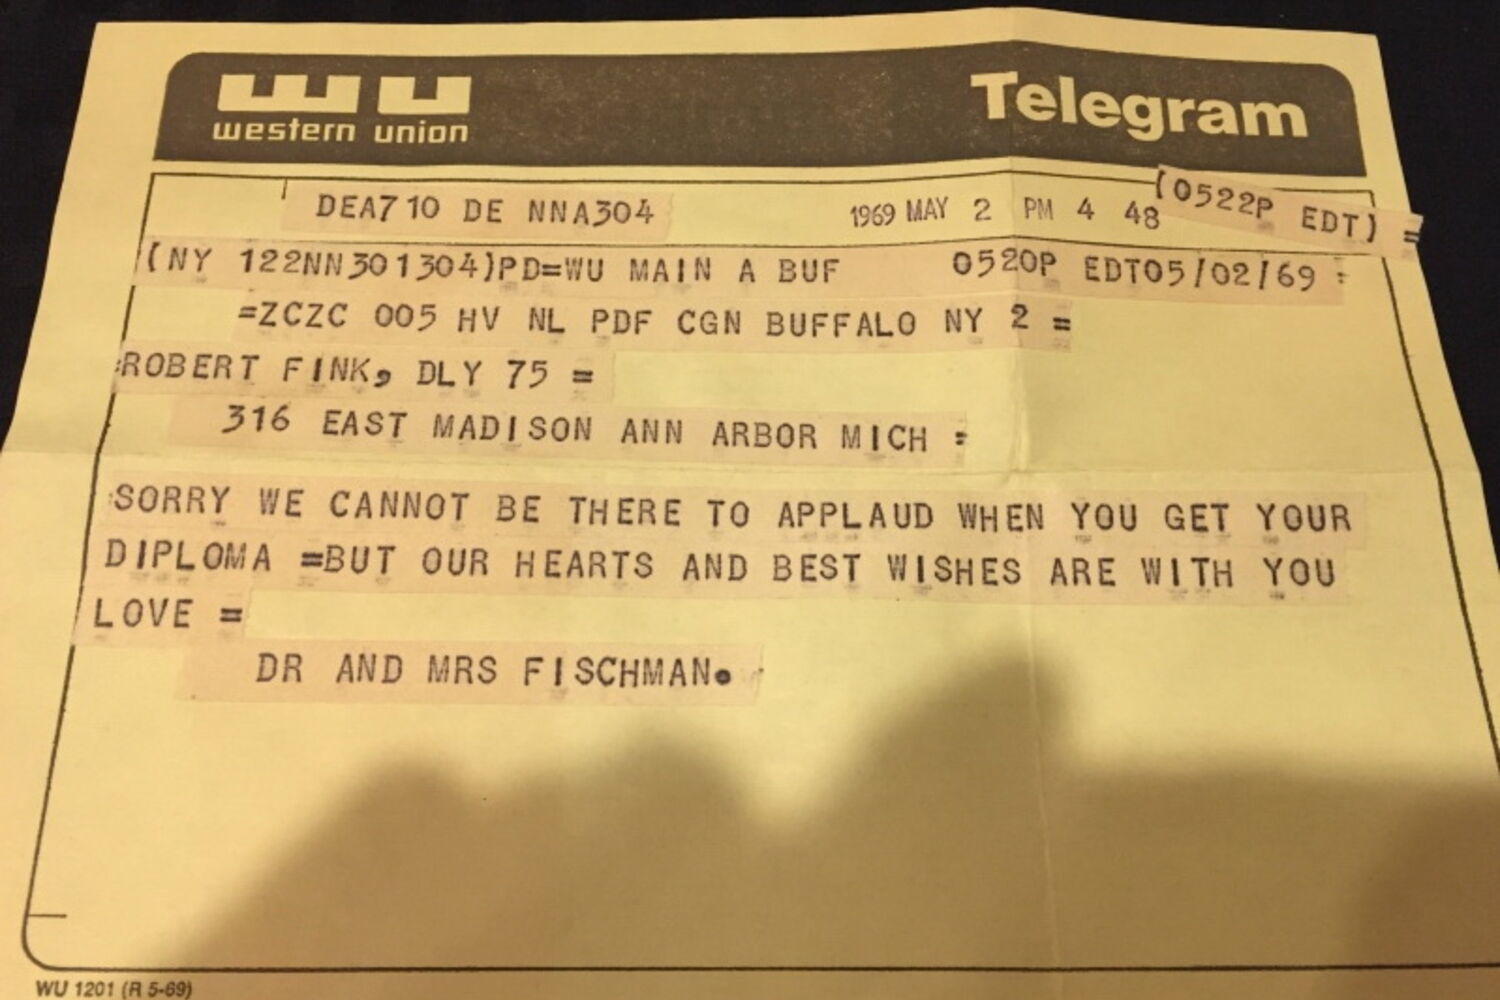 WU
western union
Telegram
DEA710 DE NNA304 1969 MAY 2 PM 4 48 (0522P EDT) =
(NY 122NN301304)PD=WU MAIN A BUF 0520P EDT05/02/69 =
=ZCZC 005 HV NL PDF CGN BUFFALO NY 2 =
:ROBERT FINK, DLY 75 =
316 EAST MADISON ANN ARBOR MICH =
:SORRY WE CANNOT BE THERE TO APPLAUD WHEN YOU GET YOUR
DIPLOMA =BUT OUR HEARTS AND BEST WISHES ARE WITH YOU
LOVE =
DR AND MRS FISCHMAN.
WU 1201 (R 5-69)